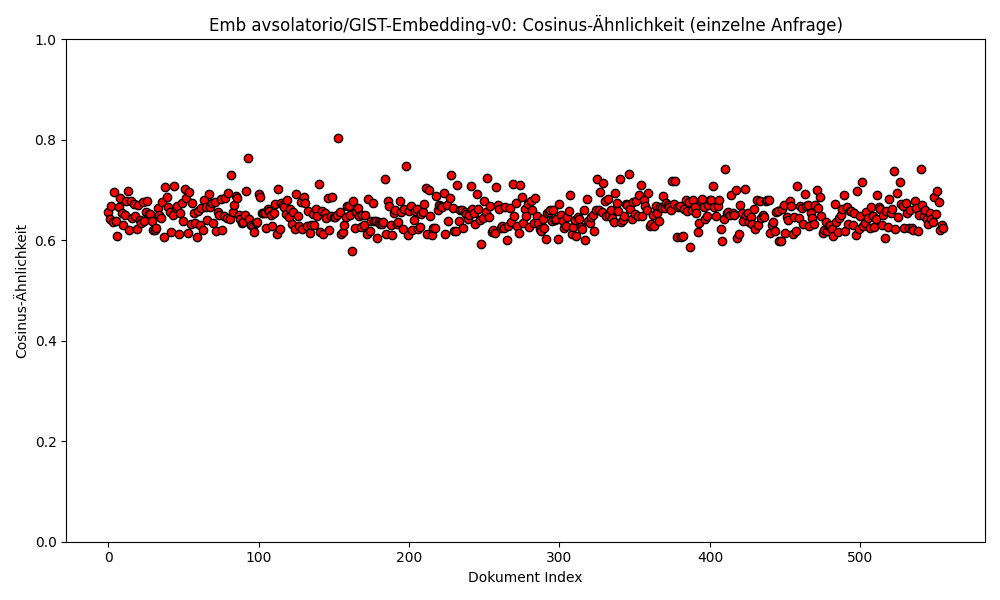 Emb avsolatorio/GIST-Embedding-v0: Cosinus-Ähnlichkeit (einzelne Anfrage)
1.0
0.8
0.6
0.4
0.2
0.0
Cosinus-Ähnlichkeit
0 100 200 300 400 500
Dokument Index